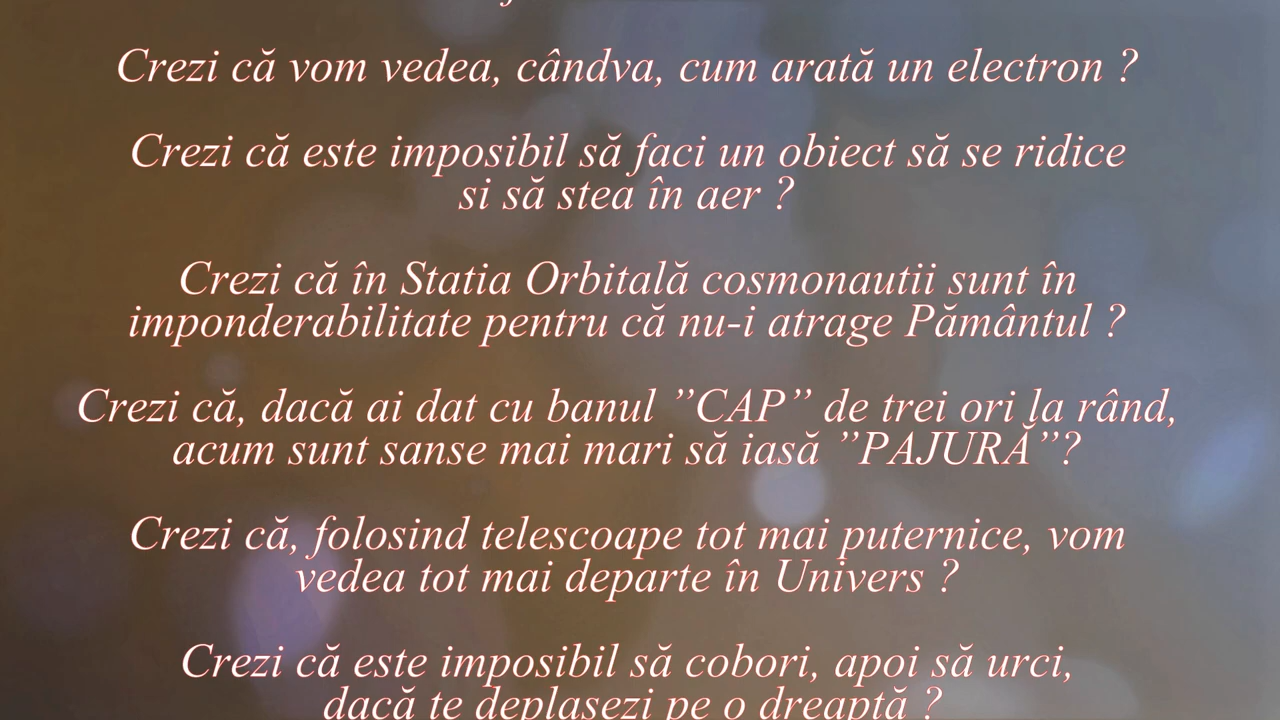 Crezi că vom vedea, cândva, cum arată un electron ?
Crezi că este imposibil să faci un obiect să se ridice
si să stea în aer ?
Crezi că în Statia Orbitală cosmonautii sunt în
imponderabilitate pentru că nu-i atrage Pământul ?
Crezi că, dacă ai dat cu banul ”CAP” de trei ori la rând,
acum sunt sanse mai mari să iasă ”PAJURĂ”?
Crezi că, folosind telescoape tot mai puternice, vom
vedea tot mai departe în Univers ?
Crezi că este imposibil să cobori, apoi să urci,
dacă te deplasezi pe o dreaptă ?